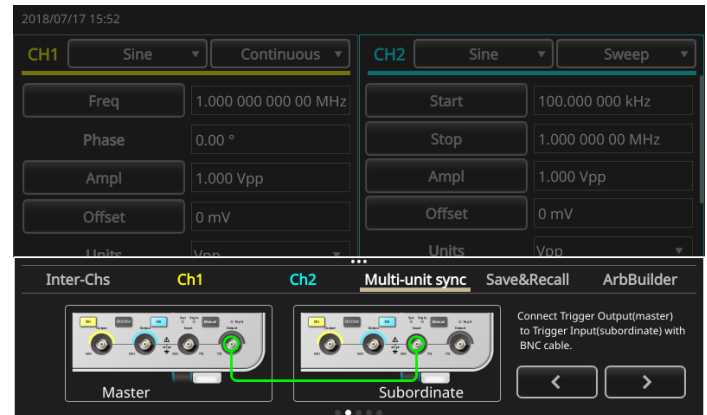 2018/07/17 15:52
CH1 Sine Continuous CH2 Sine Sweep
Freq 1.000 000 000 00 MHz Start 100.000 000 kHz
Phase 0.00 ° Stop 1.000 000 00 MHz
Ampl 1.000 Vpp Ampl 1.000 Vpp
Offset 0 mV Offset 0 mV
Units Vpp Units Vpp
Inter-Chs Ch1 Ch2 Multi-unit sync Save&Recall ArbBuilder
Connect Trigger Output(master)
to Trigger Input(subordinate) with
BNC cable.
Master Subordinate